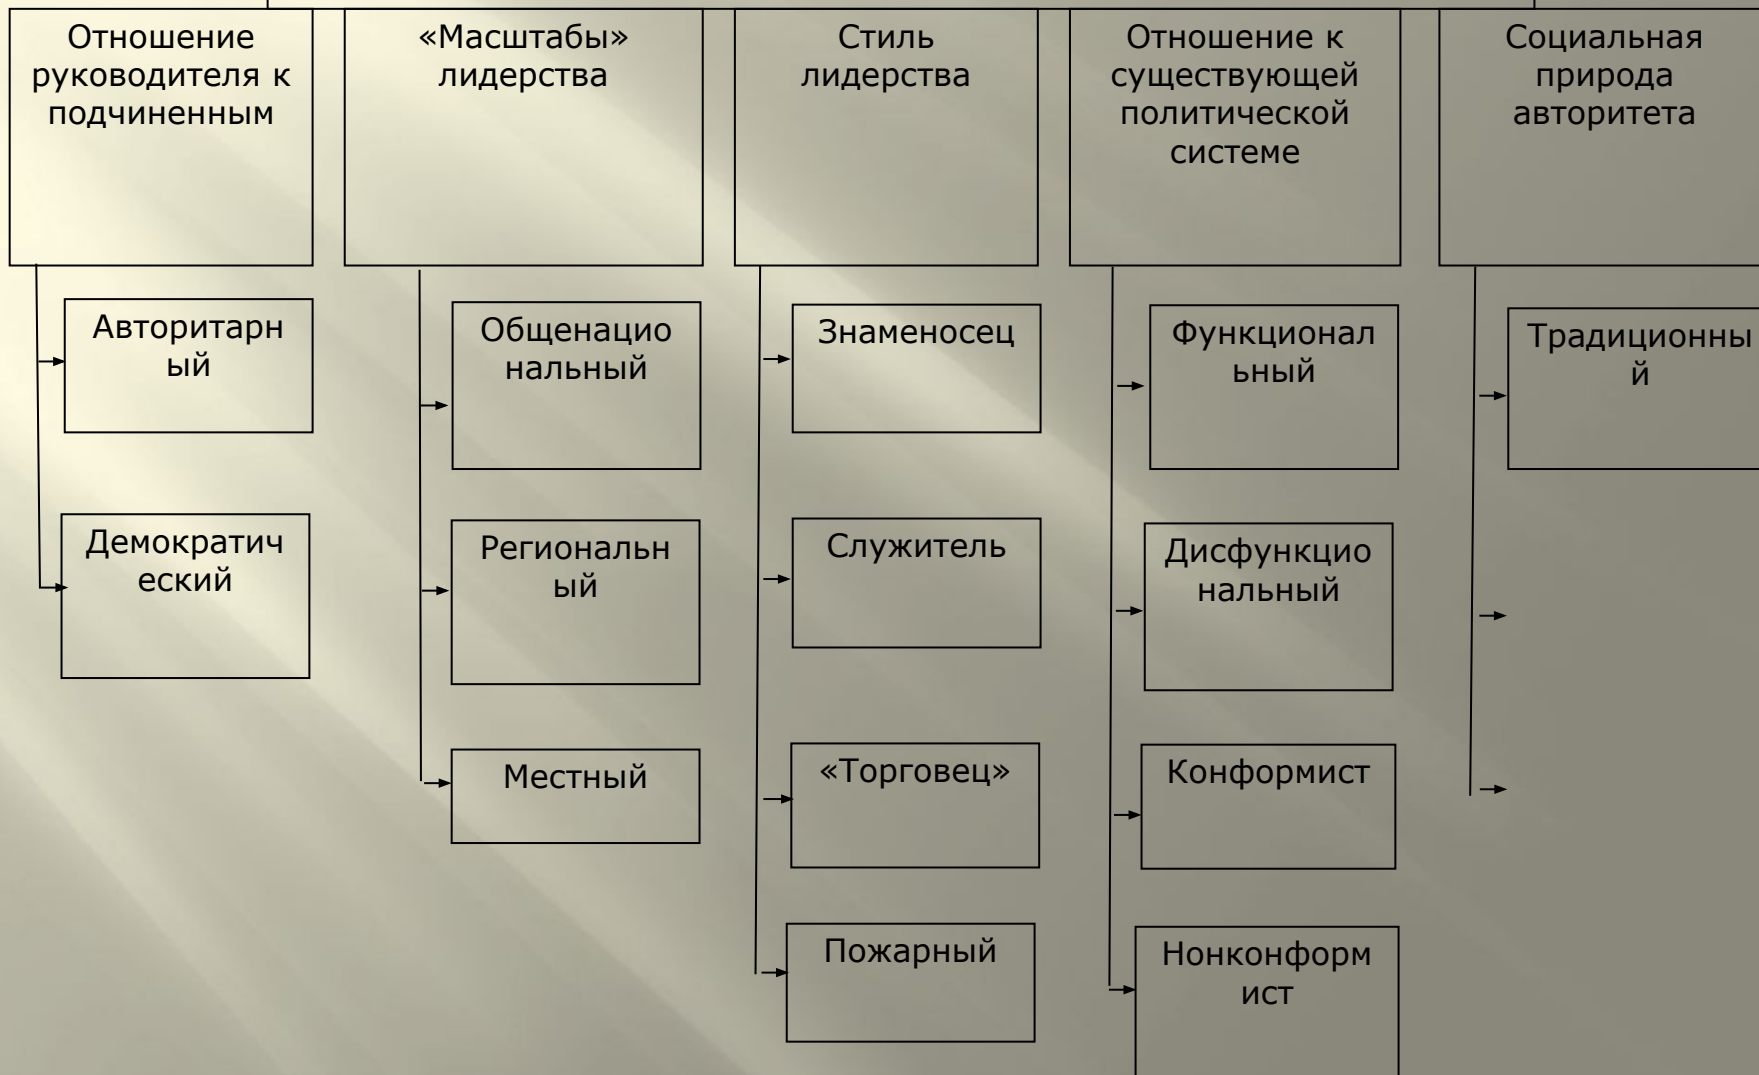 Отношение
руководителя к
подчиненным
«Масштабы»
лидерства
Стиль
лидерства
Отношение к
существующей
политической
системе
Социальная
природа
авторитета
Авторитарн
ый
Демократич
еский
Общенацио
нальный
Региональн
ый
Местный
Знаменосец
Служитель
«Торговец»
Пожарный
Функционал
ьный
Дисфункцио
нальный
Конформист
Нонконформ
ист
Традиционны
й